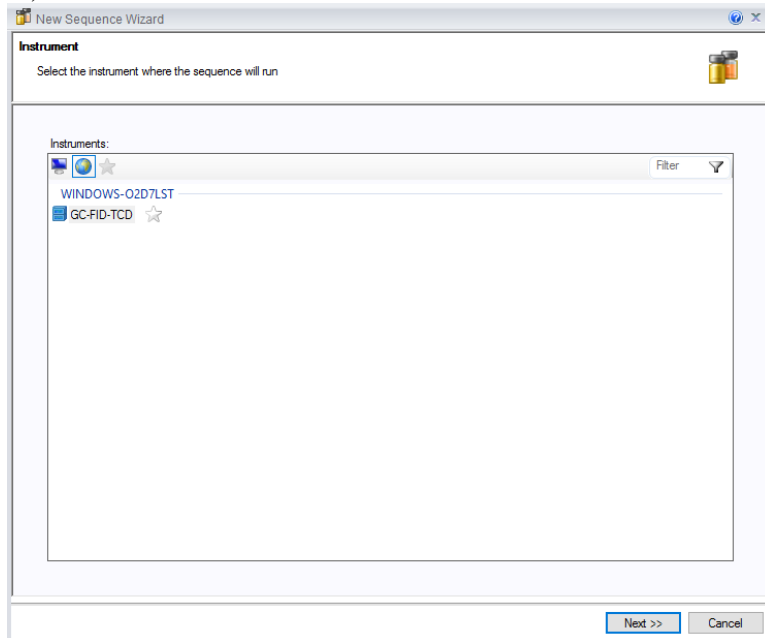 New Sequence Wizard
Instrument
Select the instrument where the sequence will run
Instruments:
Filter
WINDOWS-O2D7LST
GC-FID-TCD
Next >>
Cancel